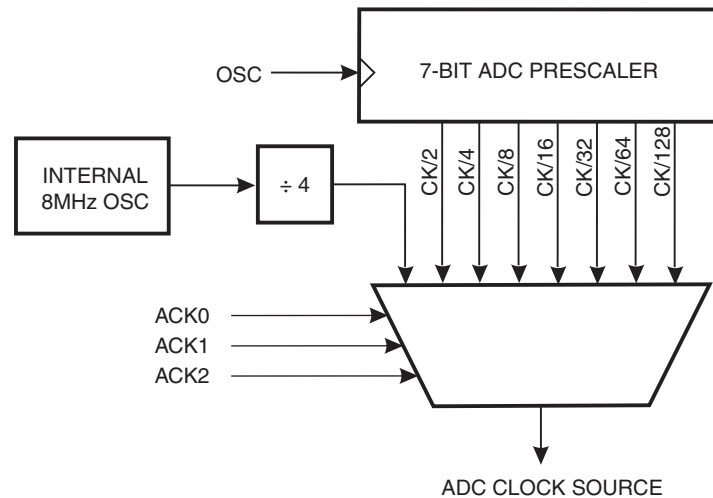 7-BIT ADC PRESCALER
OSC
CK/2
CK/4
CK/8
CK/16
CK/32
CK/64
CK/128
INTERNAL
8MHz OSC
÷ 4
ACK0
ACK1
ACK2
ADC CLOCK SOURCE